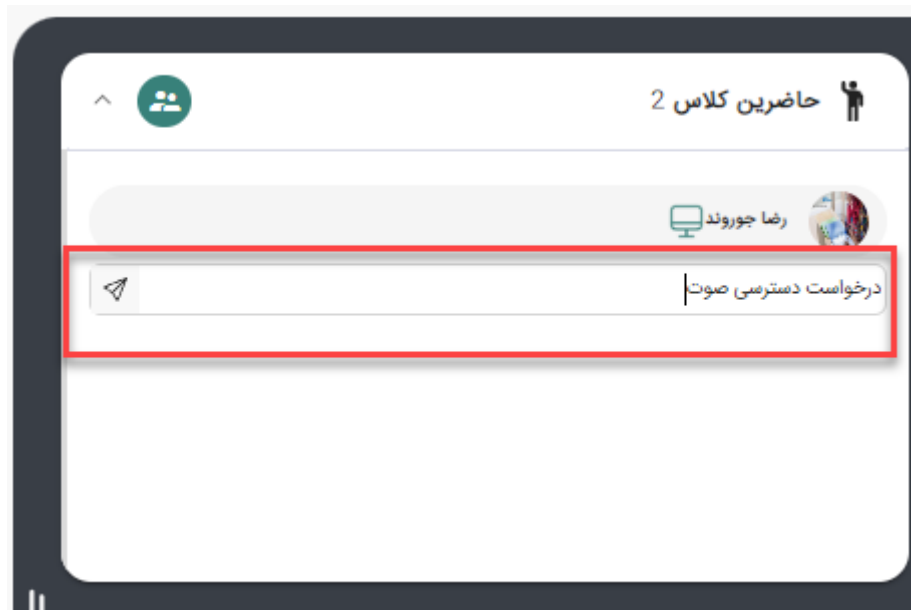 حاضرین کلاس 2
رضا جوروند
درخواست دسترسی صوت